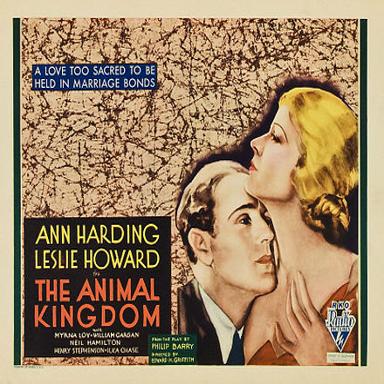 A LOVE TOO SACRED TO BE
HELD IN MARRIAGE BONDS
ANN HARDING
LESLIE HOWARD
in
THE ANIMAL
KINGDOM
with
MYRNA LOY · WILLIAM GARGAN
NEIL HAMILTON
HENRY STEPHENSON · ILKA CHASE
FROM THE PLAY BY
PHILIP BARRY
DIRECTED BY
EDWARD H. GRIFFITH
RKO
Radio
PICTURES